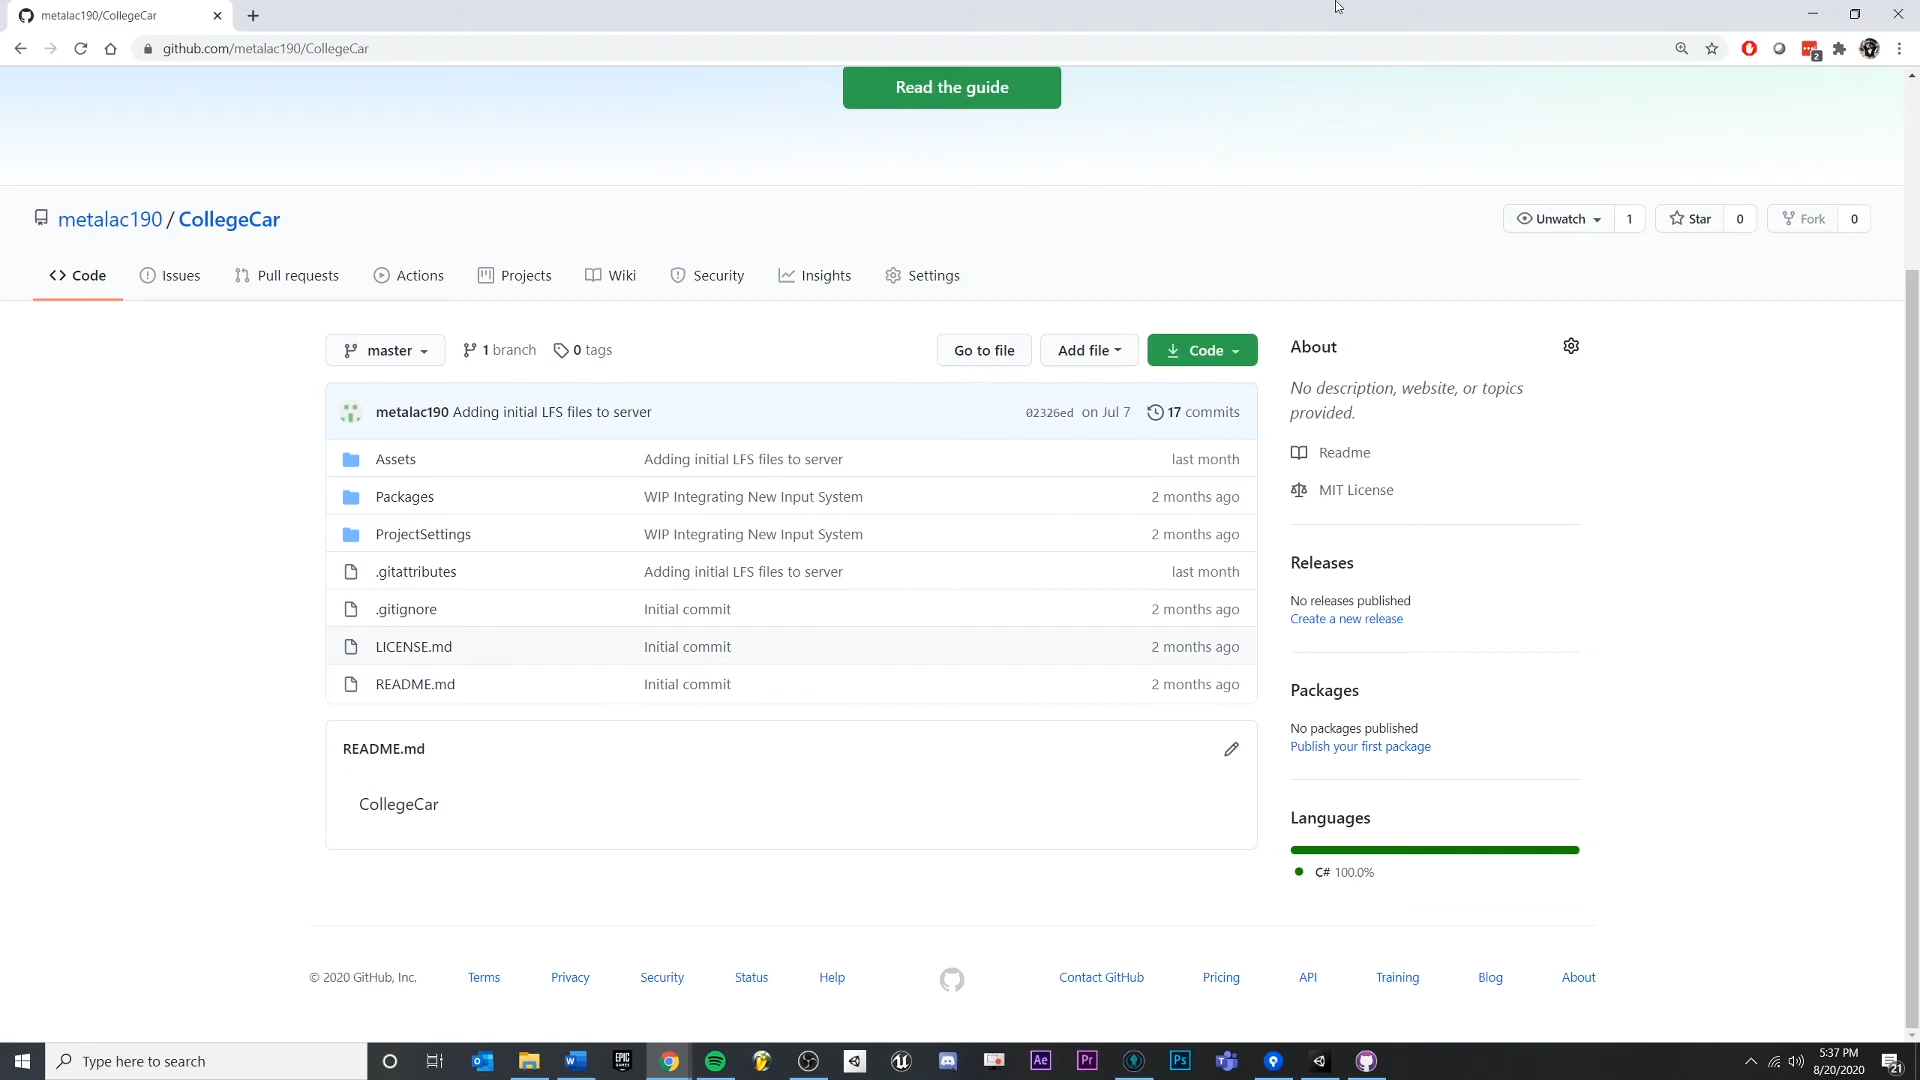 metalac190/CollegeCar
github.com/metalac190/CollegeCar
2
Read the guide
metalac190 / CollegeCar
Unwatch 1 Star 0 Fork 0
Code Issues Pull requests Actions Projects Wiki Security Insights Settings
master 1 branch 0 tags Go to file Add file Code
metalac190 Adding initial LFS files to server 02326ed on Jul 7 17 commits
Assets Adding initial LFS files to server last month
Packages WIP Integrating New Input System 2 months ago
ProjectSettings WIP Integrating New Input System 2 months ago
.gitattributes Adding initial LFS files to server last month
.gitignore Initial commit 2 months ago
LICENSE.md Initial commit 2 months ago
README.md Initial commit 2 months ago
README.md
CollegeCar
About
No description, website, or topics
provided.
Readme
MIT License
Releases
No releases published
Create a new release
Packages
No packages published
Publish your first package
Languages
C# 100.0%
© 2020 GitHub, Inc. Terms Privacy Security Status Help Contact GitHub Pricing API Training Blog About
Type here to search
EPIC
GAMES
Ae Pr Ps
5:37 PM
8/20/2020
21